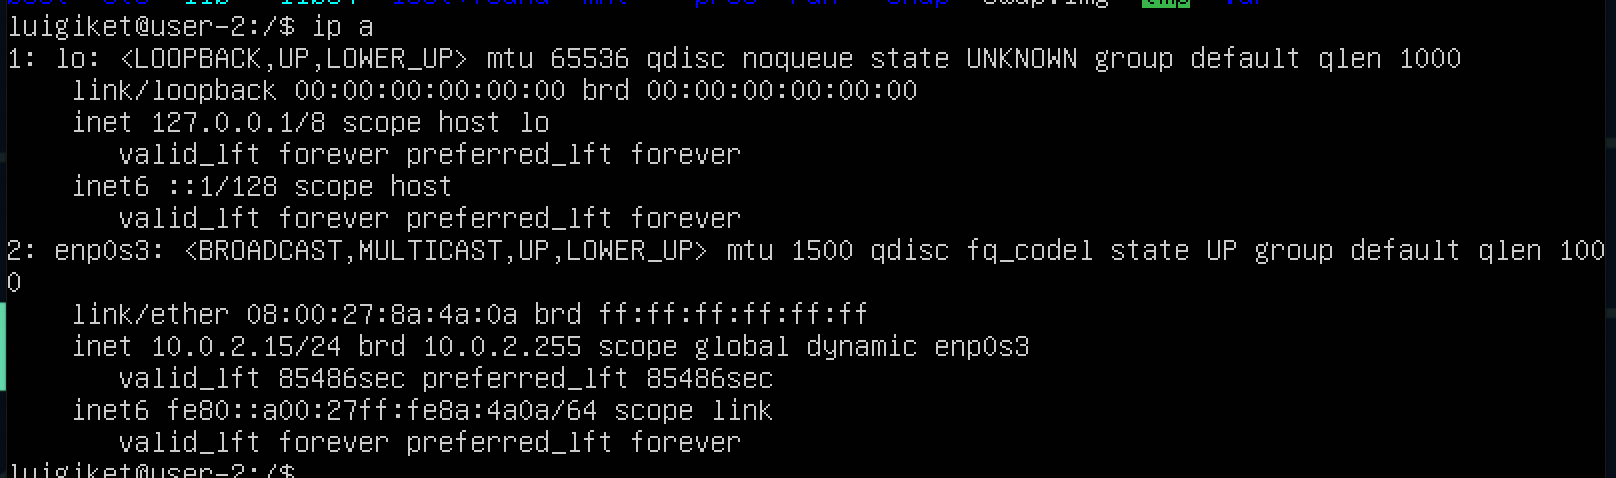 luigiket@user-2:/$ ip a
1: lo: <LOOPBACK,UP,LOWER_UP> mtu 65536 qdisc noqueue state UNKNOWN group default qlen 1000
    link/loopback 00:00:00:00:00:00 brd 00:00:00:00:00:00
    inet 127.0.0.1/8 scope host lo
       valid_lft forever preferred_lft forever
    inet6 ::1/128 scope host
       valid_lft forever preferred_lft forever
2: enp0s3: <BROADCAST,MULTICAST,UP,LOWER_UP> mtu 1500 qdisc fq_codel state UP group default qlen 100
0
    link/ether 08:00:27:8a:4a:0a brd ff:ff:ff:ff:ff:ff
    inet 10.0.2.15/24 brd 10.0.2.255 scope global dynamic enp0s3
       valid_lft 85486sec preferred_lft 85486sec
    inet6 fe80::a00:27ff:fe8a:4a0a/64 scope link
       valid_lft forever preferred_lft forever
luigiket@user-2:/$